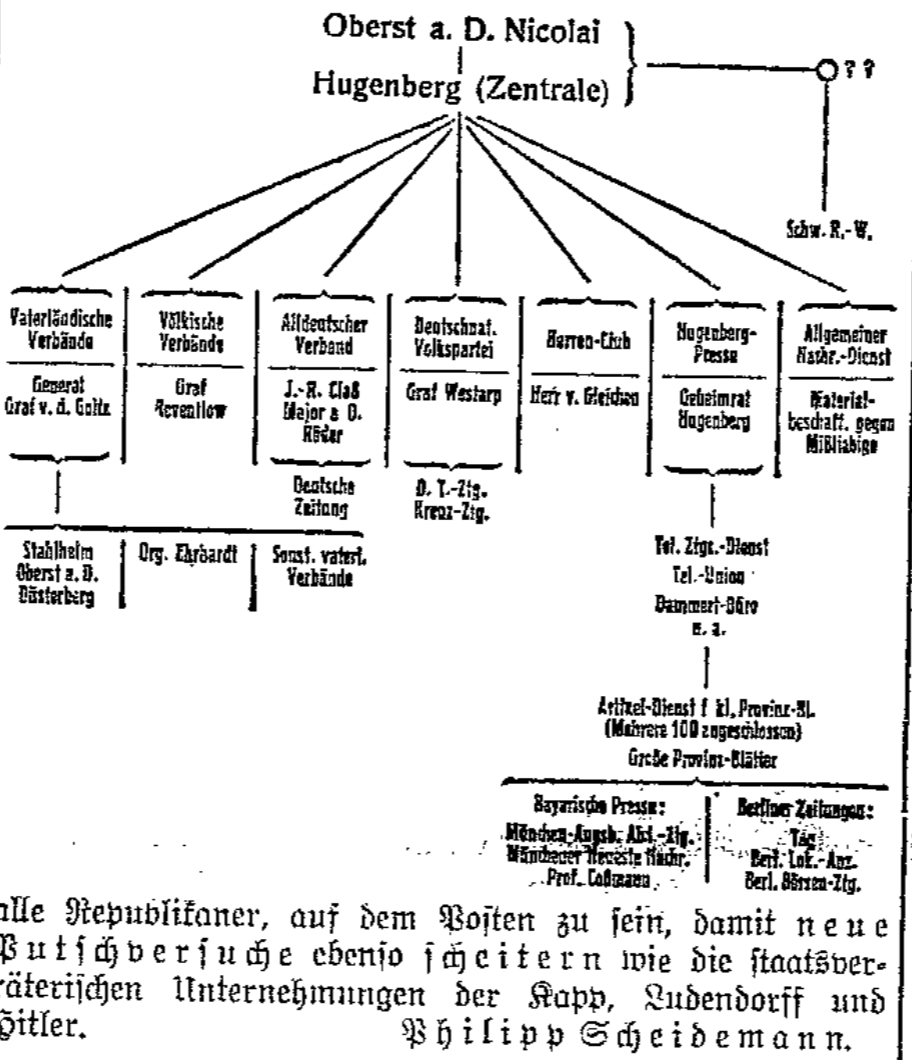 Oberst a. D. Nicolai
Hugenberg (Zentrale)
??
Schw. R.-W.
Vaterländische
Verbände
General
Graf v. d. Goltz
Völkische
Verbände
Graf
Reventlow
Alldeutscher
Verband
J.-R. Claß
Major a. D.
Röder
Deutsche
Zeitung
Deutschnat.
Volkspartei
Graf Westarp
D. T.-Ztg.
Kreuz-Ztg.
Herren-Club
Herr v. Gleichen
Hugenberg-
Presse
Geheimrat
Hugenberg
Allgemeiner
Nachr.-Dienst
Material-
beschaff. gegen
Mißliebige
Stahlhelm
Oberst a. D.
Düsterberg
Org. Ehrhardt
Sonst. vaterl.
Verbände
Tel. Ztgs.-Dienst
Tel.-Union
Dammert-Büro
u. a.
Artikel-Dienst f. kl. Provinz-Bl.
(Mehrere 100 angeschlossen)
Große Provinz-Blätter
Bayerische Presse:
München-Augsb. Abd.-Ztg.
Münchener Neueste Nachr.
Prof. Coßmann
Berliner Zeitungen:
Tag
Berl. Lok.-Anz.
Berl. Börsen-Ztg.
alle Republikaner, auf dem Posten zu sein, damit neue
Putschversuche ebenso scheitern wie die staatsver-
räterischen Unternehmungen der Kapp, Ludendorff und
Hitler. Philipp Scheidemann.